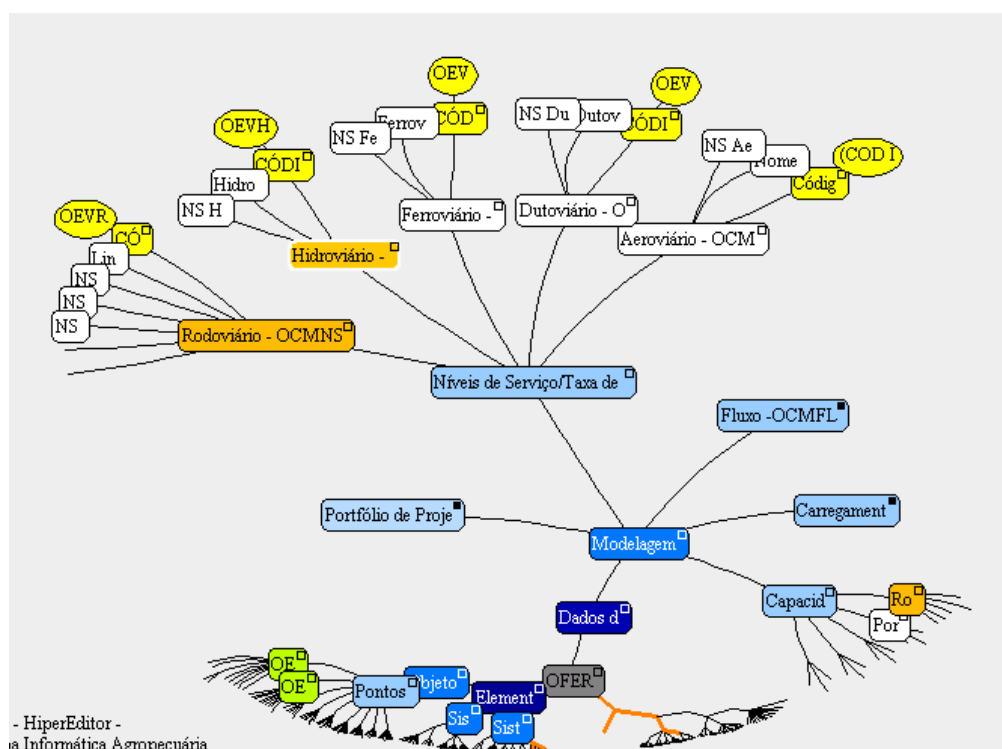 OEV
OEV
CÓD
Ferrov
NS Fe
NS Du
Dutov
CÓDI
OEVH
CÓDI
Hidro
NS H
NS Ae
Nome
(COD I
Códig
Ferroviário -
Dutoviário - O
Aeroviário - OCM
OEVR
CÓ
Lin
NS
NS
NS
Hidroviário -
Rodoviário - OCMNS
Níveis de Serviço/Taxa de
Fluxo -OCMFL
Portfólio de Proje
Carregament
Modelagem
Capacid
Ro
Por
Dados d
OE
OE
Pontos
Objeto
OFER
Element
Sis
Sist
- HiperEditor -
a Informática Agropecuária